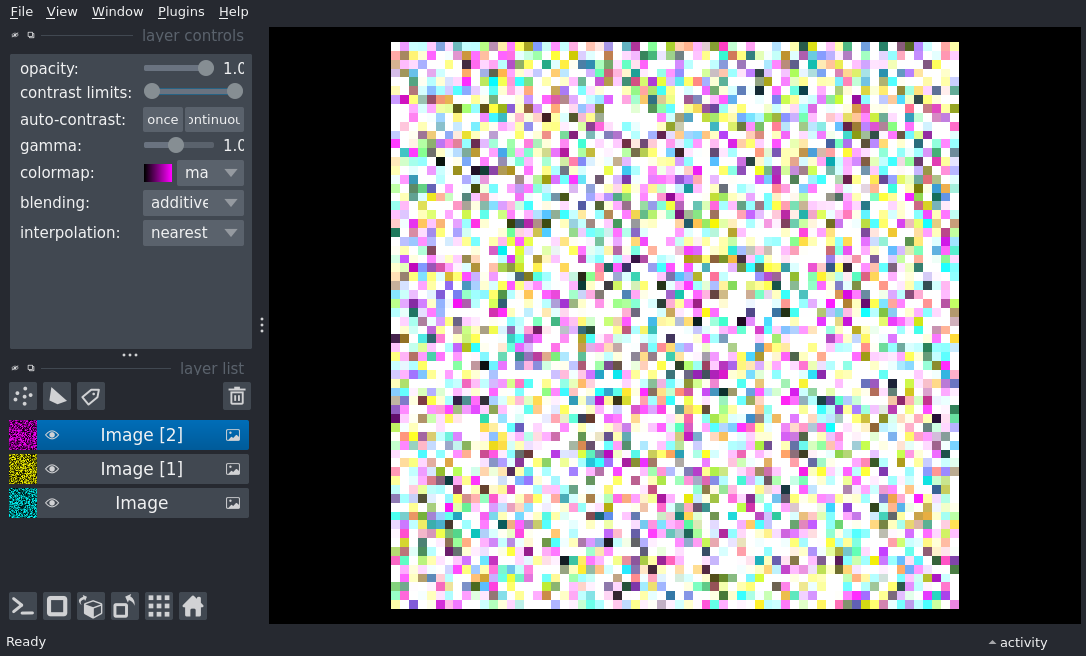 File View Window Plugins Help
layer controls
opacity: 1.0
contrast limits:
auto-contrast: once ontinuou
gamma: 1.0
colormap: ma
blending: additive
interpolation: nearest
layer list
Image [2]
Image [1]
Image
Ready
activity